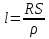 l = RS/ρ